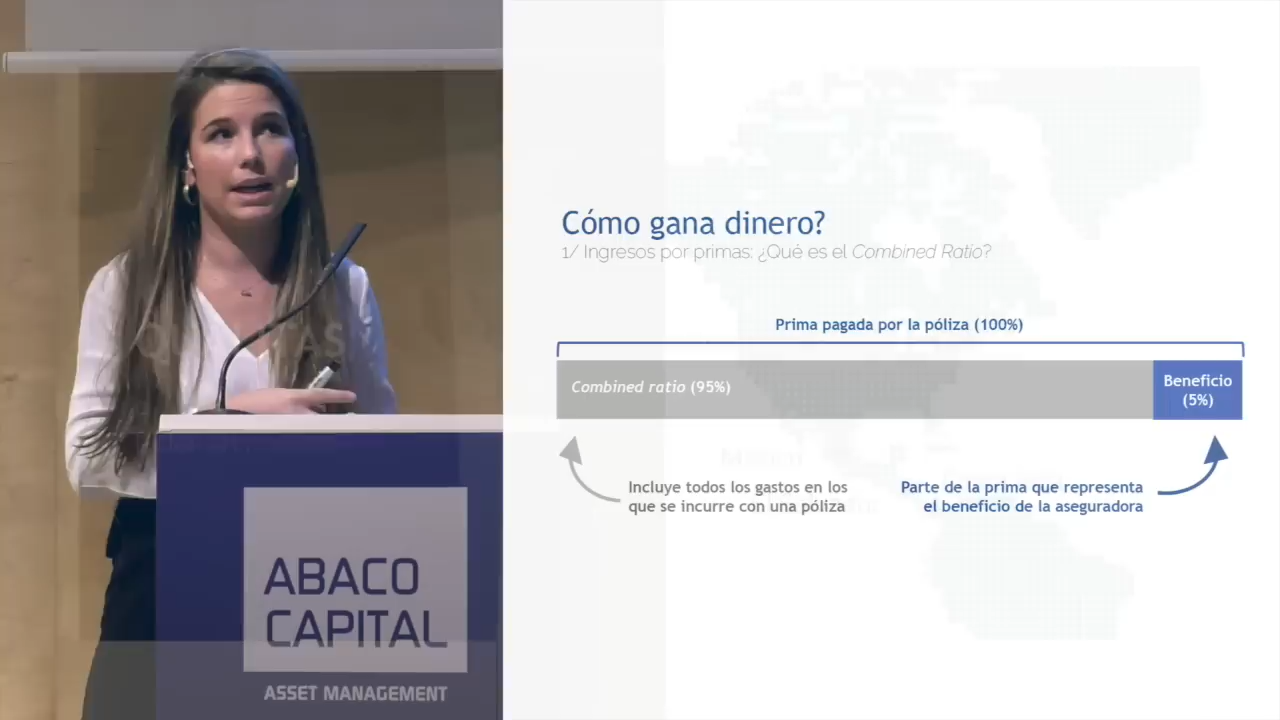 Cómo gana dinero?
1/ Ingresos por primas: ¿Qué es el Combined Ratio?
Prima pagada por la póliza (100%)
Combined ratio (95%)
Beneficio
(5%)
Incluye todos los gastos en los
que se incurre con una póliza
Parte de la prima que representa
el beneficio de la aseguradora
ABACO
CAPITAL
ASSET MANAGEMENT